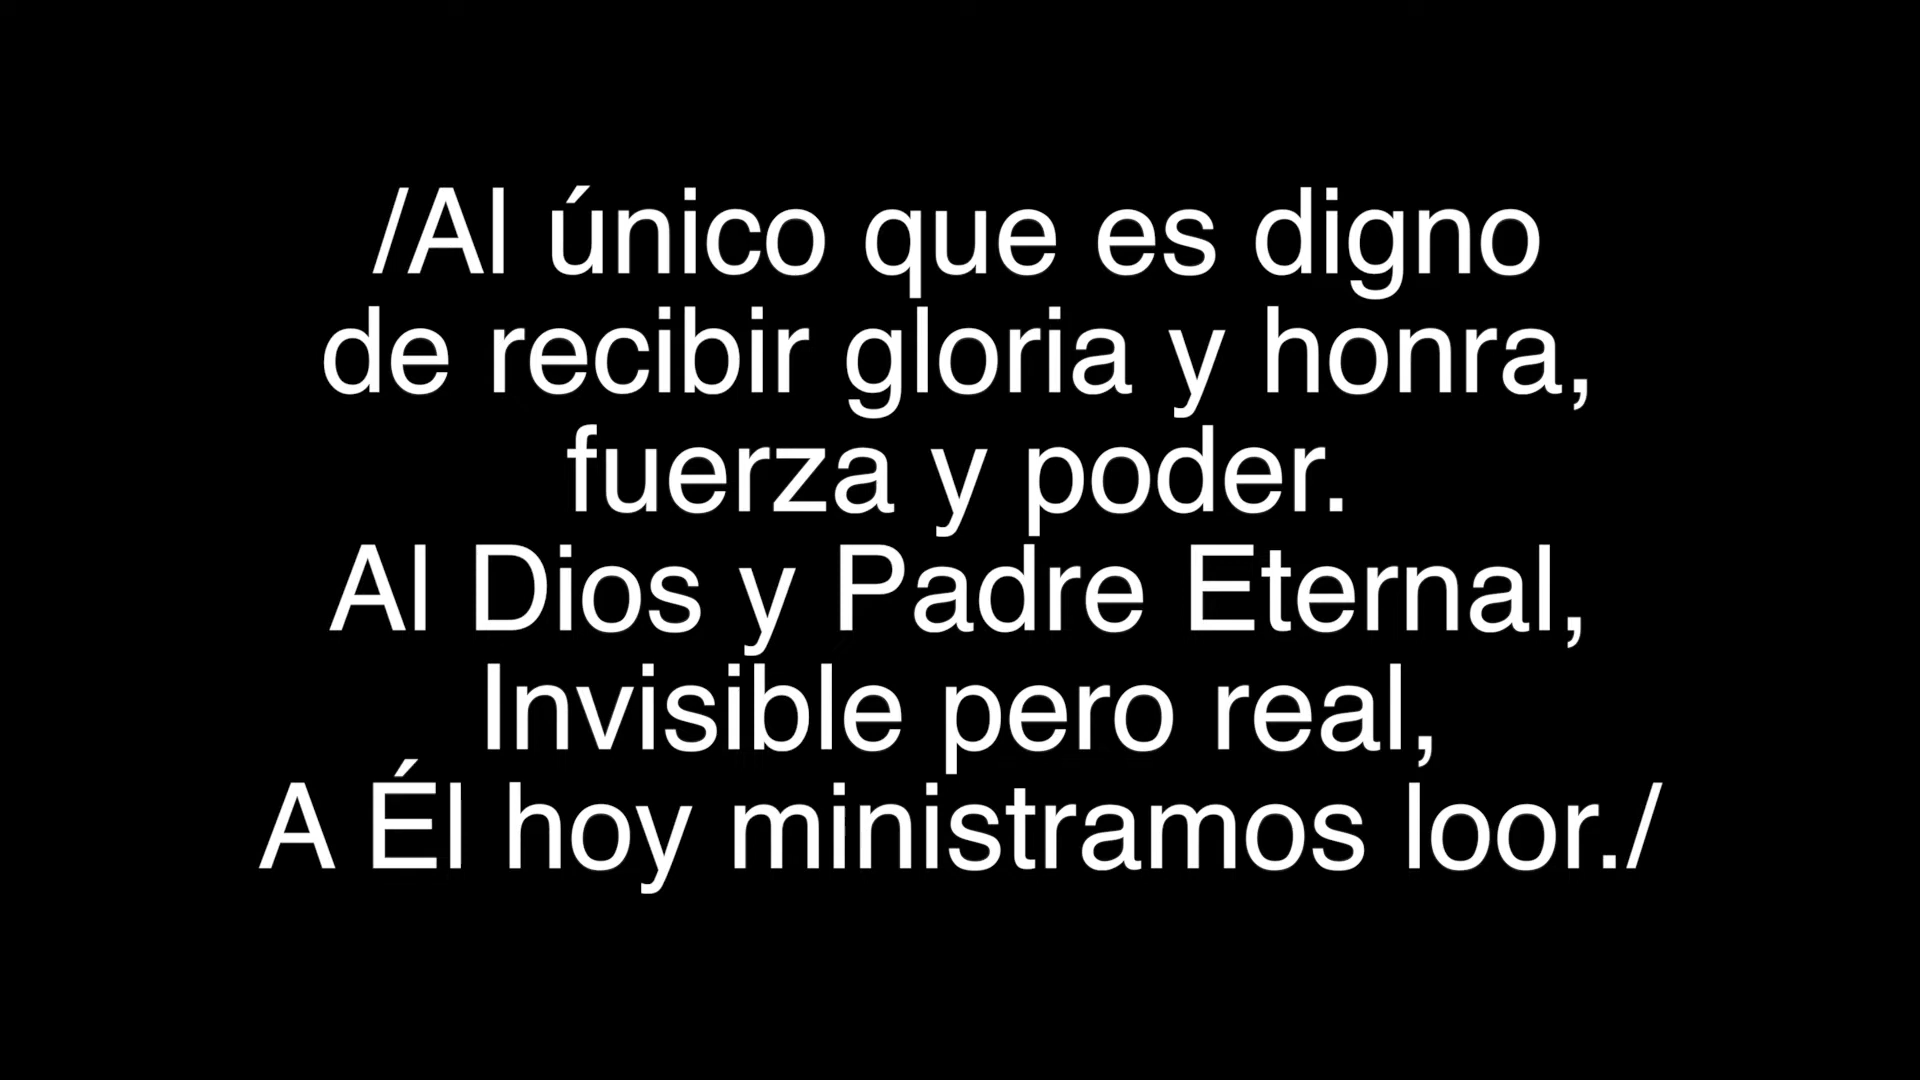 /Al único que es digno
de recibir gloria y honra,
fuerza y poder.
Al Dios y Padre Eternal,
Invisible pero real,
A Él hoy ministramos loor./